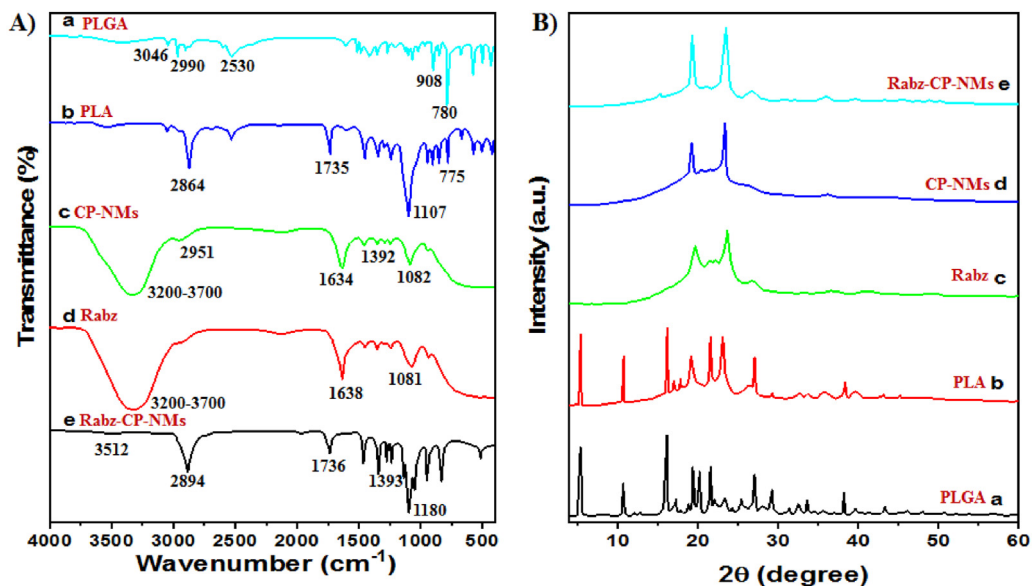 A)
a PLGA
3046
2990
2530
908
780
b PLA
2864
1735
1107
775
c CP-NMs
2951
3200-3700
1634
1392
1082
d Rabz
3200-3700
1638
1081
e Rabz-CP-NMs
3512
2894
1736
1393
1180
Transmittance (%)
4000 3500 3000 2500 2000 1500 1000 500
Wavenumber (cm-1)
B)
Rabz-CP-NMs e
CP-NMs d
Rabz
c
PLA b
PLGA a
Intensity (a.u.)
10 20 30 40 50 60
2θ (degree)